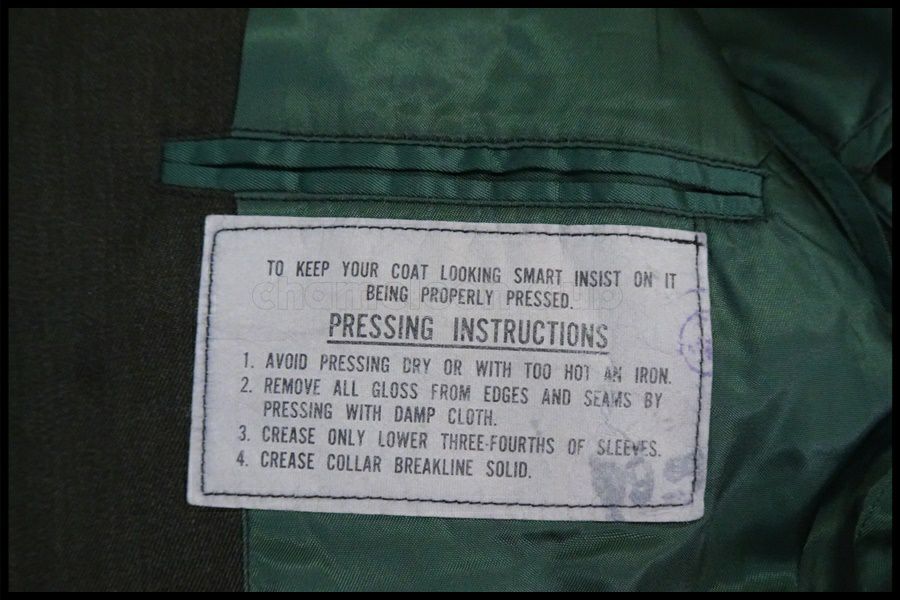 TO KEEP YOUR COAT LOOKING SMART INSIST ON IT
BEING PROPERLY PRESSED.
PRESSING INSTRUCTIONS
1. AVOID PRESSING DRY OR WITH TOO HOT AN IRON.
2. REMOVE ALL GLOSS FROM EDGES AND SEAMS BY
PRESSING WITH DAMP CLOTH.
3. CREASE ONLY LOWER THREE-FOURTHS OF SLEEVES.
4. CREASE COLLAR BREAKLINE SOLID.